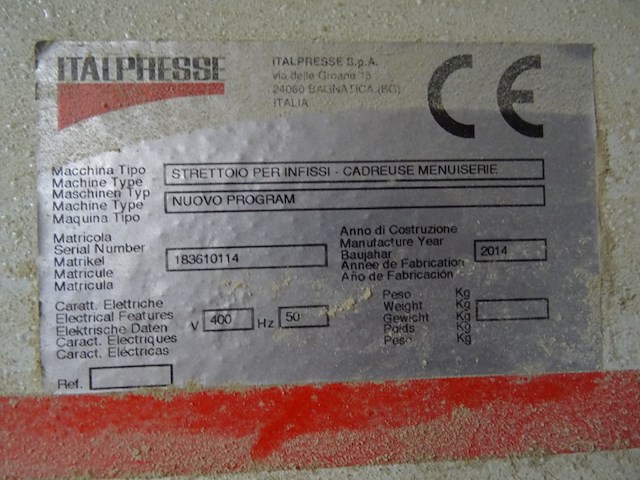 ITALPRESSE
ITALPRESSE S.p.A.
via delle Groane 15
24060 BAGNATICA (BG)
ITALIA
CE
Macchina Tipo
Machine Type
Maschinen Typ
Machine Type
Maquina Tipo
STRETTOIO PER INFISSI - CADREUSE MENUISERIE
NUOVO PROGRAM
Matricola
Serial Number
Matrikel
Matricule
Matricula
183610114
Anno di Costruzione
Manufacture Year
Baujahar
Annee de Fabrication
Año de Fabricación
2014
Caratt. Elettriche
Electrical Features
Elektrische Daten
Caract. Electriques
Caract. Eléctricas
V 400 Hz 50
Peso Kg
Weight Kg
Gewicht Kg
Poids Kg
Peso Kg
Ref.